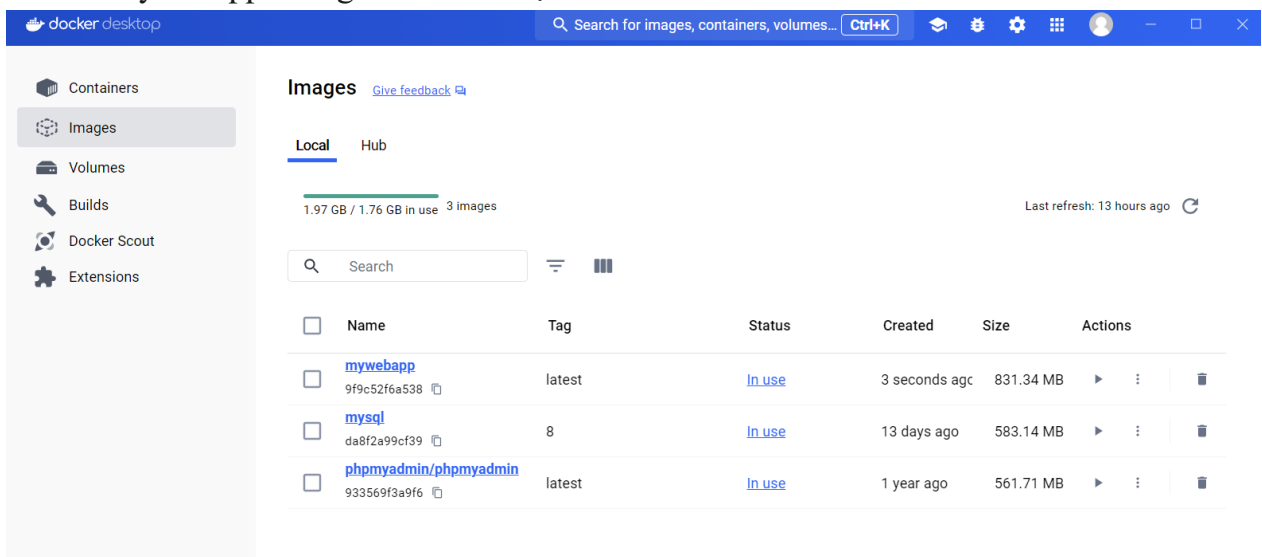 docker desktop
Search for images, containers, volumes... Ctrl+K
Containers
Images
Volumes
Builds
Docker Scout
Extensions
Images Give feedback
Local Hub
1.97 GB / 1.76 GB in use 3 images Last refresh: 13 hours ago
Search
Name Tag Status Created Size Actions
mywebapp
9f9c52f6a538
latest In use 3 seconds agc 831.34 MB
mysql
da8f2a99cf39
8 In use 13 days ago 583.14 MB
phpmyadmin/phpmyadmin
933569f3a9f6
latest In use 1 year ago 561.71 MB